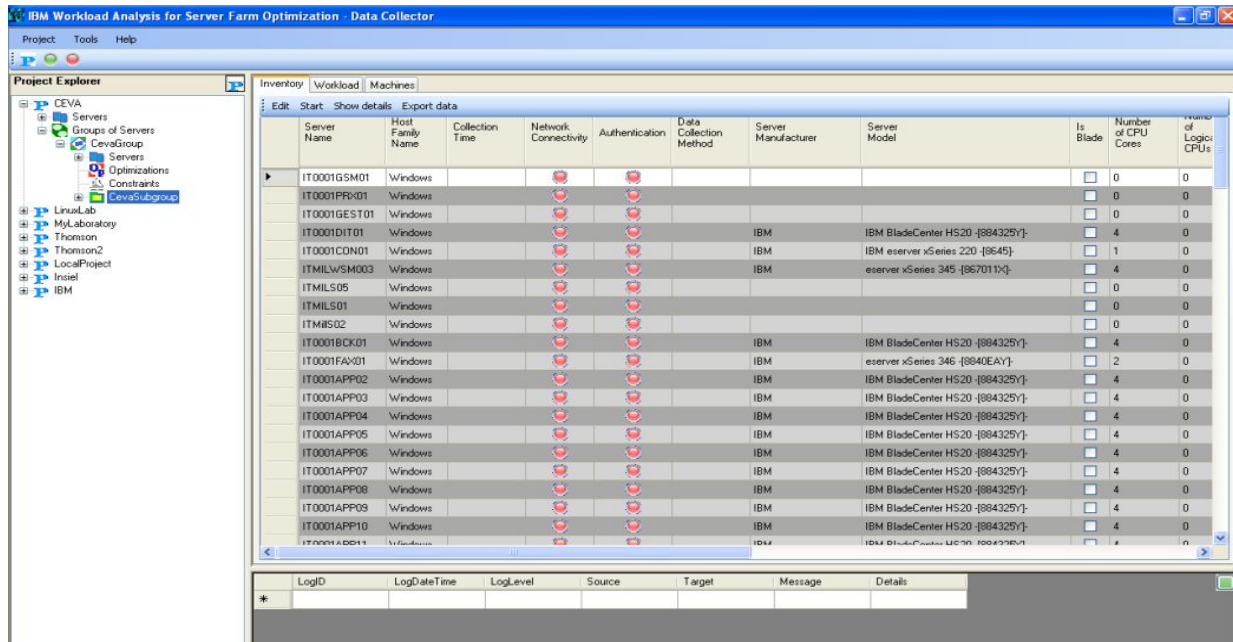 IBM Workload Analysis for Server Farm Optimization - Data Collector
Project Tools Help
Project Explorer
CEVA
Servers
Groups of Servers
CevaGroup
Servers
Optimizations
Constraints
CevaSubgroup
LinuxLab
MyLaboratory
Thomson
Thomson2
LocalProject
Insiel
IBM
Inventory Workload Machines
Edit Start Show details Export data
Server Name Host Family Name Collection Time Network Connectivity Authentication Data Collection Method Server Manufacturer Server Model Is Blade Number of CPU Cores of Logica CPUs
IT0001GSM01 Windows 0 0
IT0001PRX01 Windows 0 0
IT0001GEST01 Windows 0 0
IT0001DIT01 Windows IBM IBM BladeCenter HS20 -[884325Y]- 4 0
IT0001CON01 Windows IBM IBM eserver xSeries 220 -[8645]- 1 0
ITMILWSM003 Windows IBM eserver xSeries 345 -[867011X]- 4 0
ITMILS05 Windows 0 0
ITMILS01 Windows 0 0
ITMilS02 Windows 0 0
IT0001BCK01 Windows IBM IBM BladeCenter HS20 -[884325Y]- 4 0
IT0001FAX01 Windows IBM eserver xSeries 346 -[8840EAY]- 2 0
IT0001APP02 Windows IBM IBM BladeCenter HS20 -[884325Y]- 4 0
IT0001APP03 Windows IBM IBM BladeCenter HS20 -[884325Y]- 4 0
IT0001APP04 Windows IBM IBM BladeCenter HS20 -[884325Y]- 4 0
IT0001APP05 Windows IBM IBM BladeCenter HS20 -[884325Y]- 4 0
IT0001APP06 Windows IBM IBM BladeCenter HS20 -[884325Y]- 4 0
IT0001APP07 Windows IBM IBM BladeCenter HS20 -[884325Y]- 4 0
IT0001APP08 Windows IBM IBM BladeCenter HS20 -[884325Y]- 4 0
IT0001APP09 Windows IBM IBM BladeCenter HS20 -[884325Y]- 4 0
IT0001APP10 Windows IBM IBM BladeCenter HS20 -[884325Y]- 4 0
LogID LogDateTime LogLevel Source Target Message Details